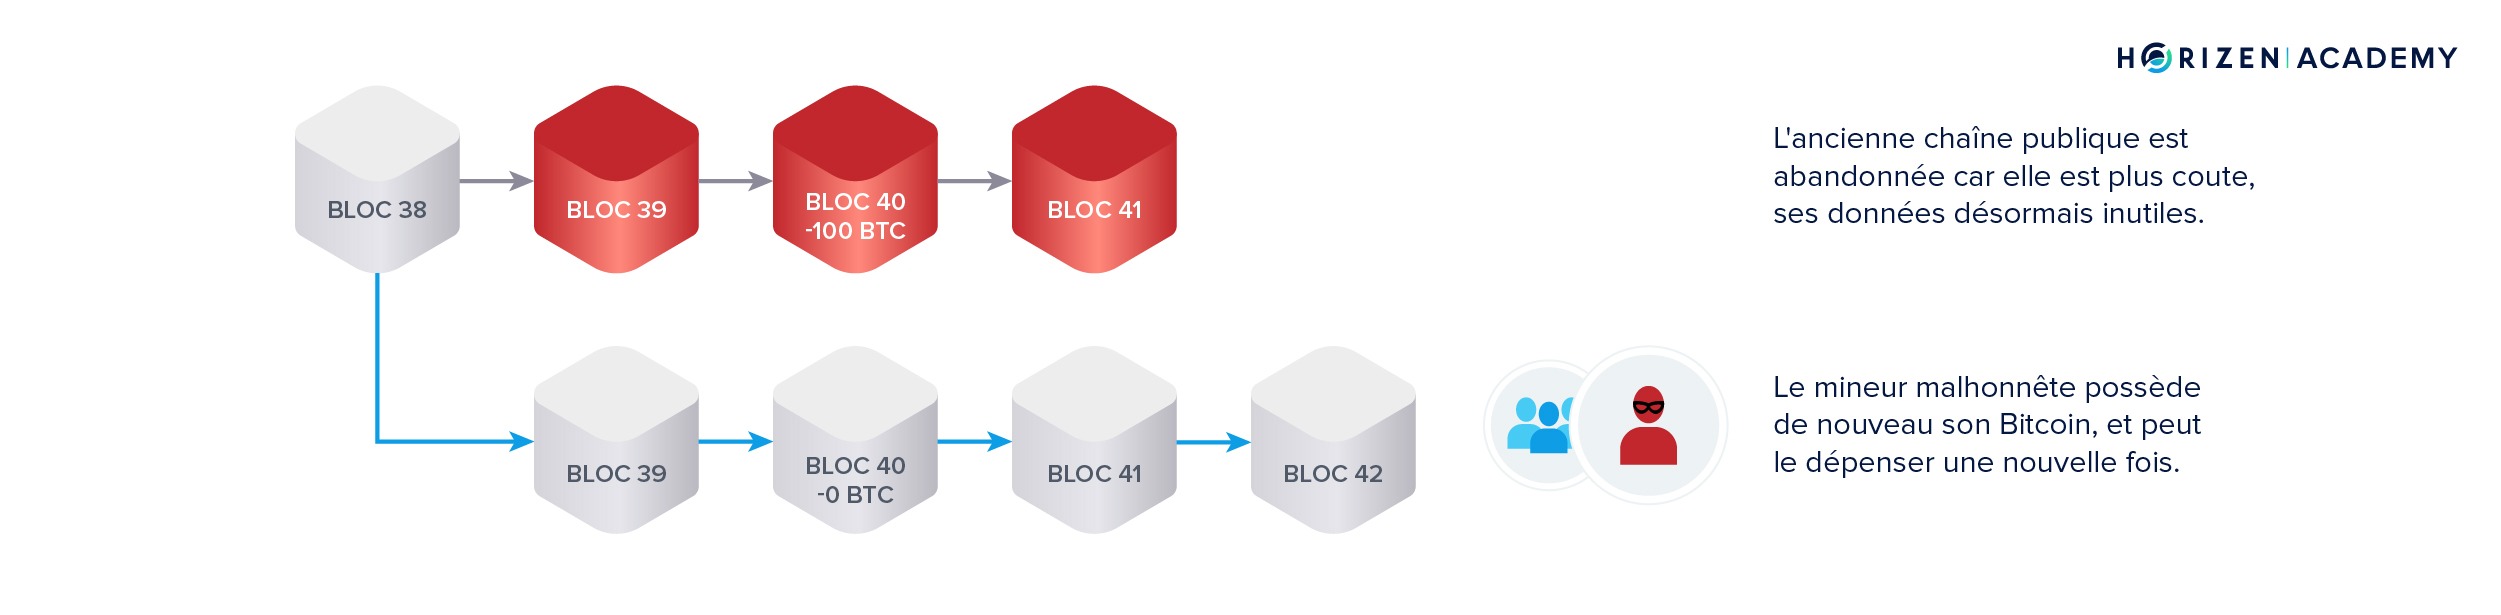 HORIZEN | ACADEMY
L'ancienne chaîne publique est
abandonnée car elle est plus coute,
ses données désormais inutiles.
BLOC 38
BLOC 39
BLOC 40
-100 BTC
BLOC 41
Le mineur malhonnête possède
de nouveau son Bitcoin, et peut
le dépenser une nouvelle fois.
BLOC 39
BLOC 40
-0 BTC
BLOC 41
BLOC 42